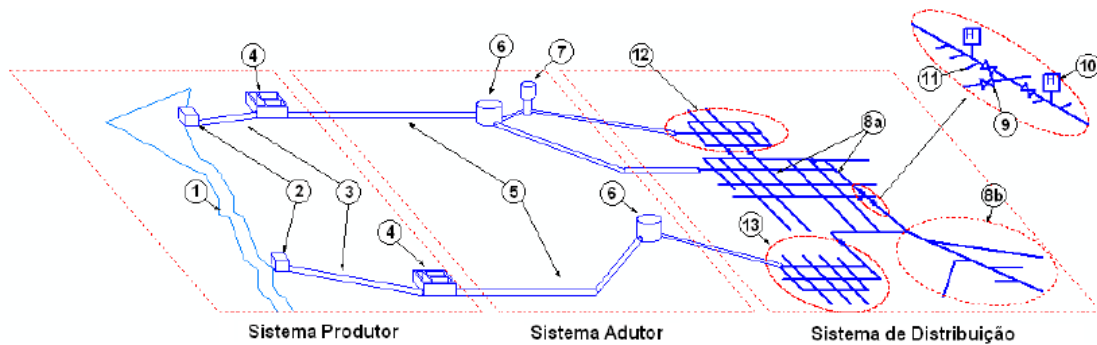 4
6
7
12
H
11
10
H
9
8a
1
2
3
5
6
4
13
8b
Sistema Produtor
Sistema Adutor
Sistema de Distribuição